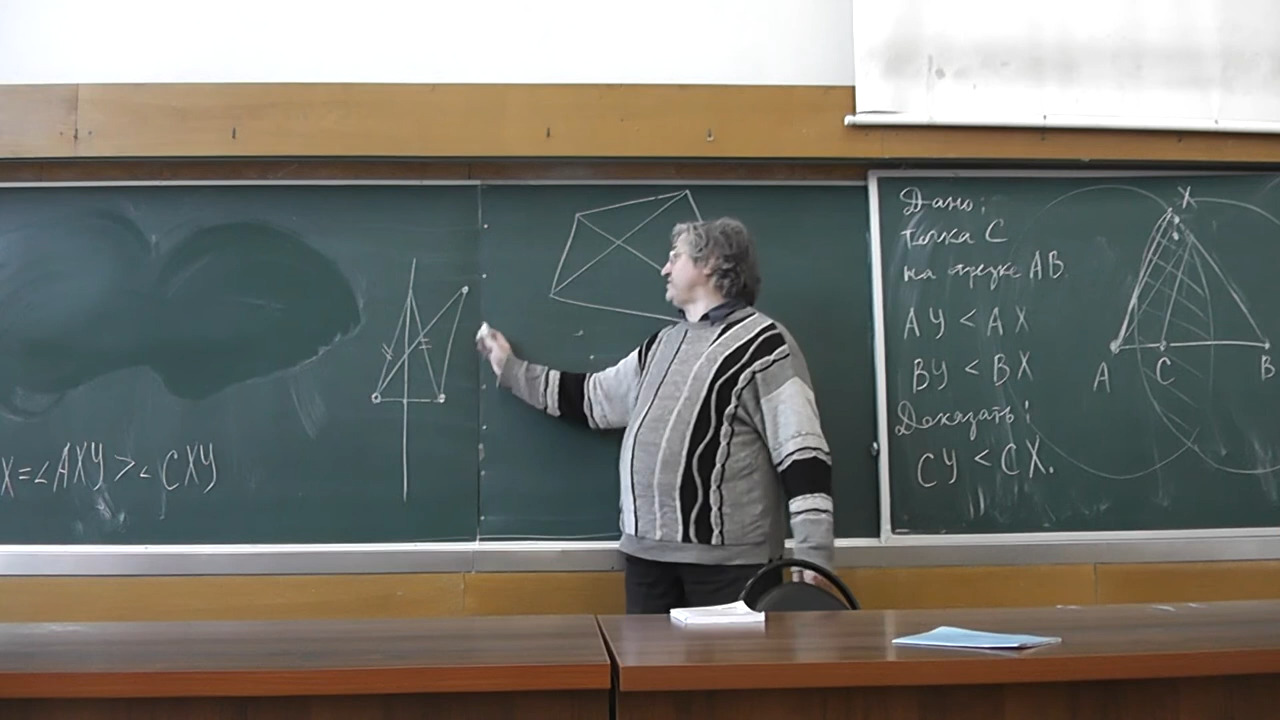 X=∠AXY>∠CXY
Дано:
точка C
на отрезке AB
AY<AX
BY<BX
Доказать:
CY<CX.
X
A C B